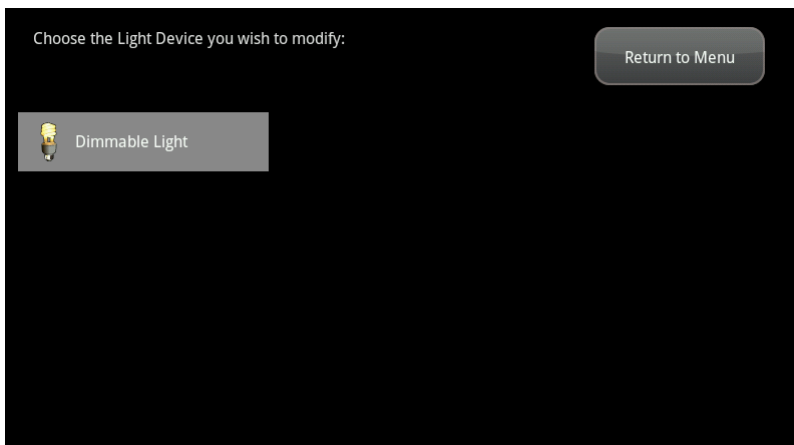 Choose the Light Device you wish to modify:
Return to Menu
Dimmable Light